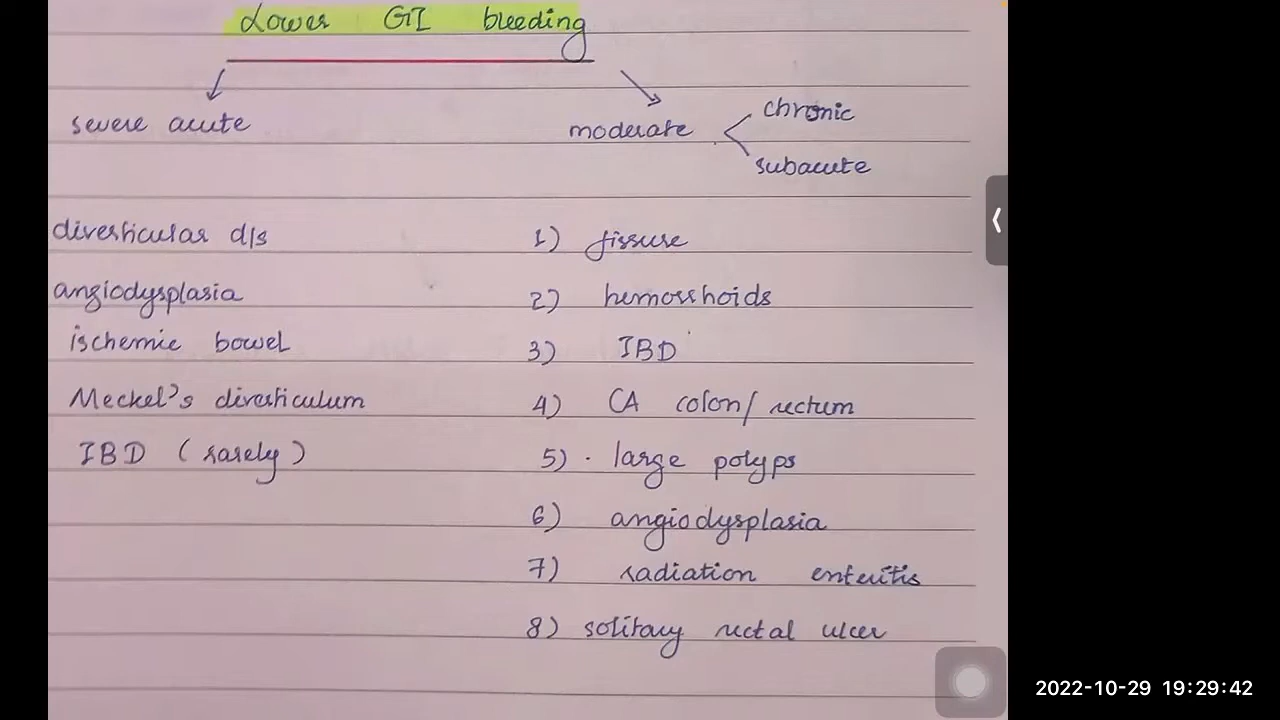 Lower GI bleeding
severe acute
moderate
chronic
subacute
diverticular d/s
angiodysplasia
ischemic bowel
Meckel's diverticulum
IBD (rarely)
1) fissure
2) hemorrhoids
3) IBD
4) CA colon/ rectum
5) · large polyps
6) angiodysplasia
7) radiation enteritis
8) solitary rectal ulcer
2022-10-29 19:29:42